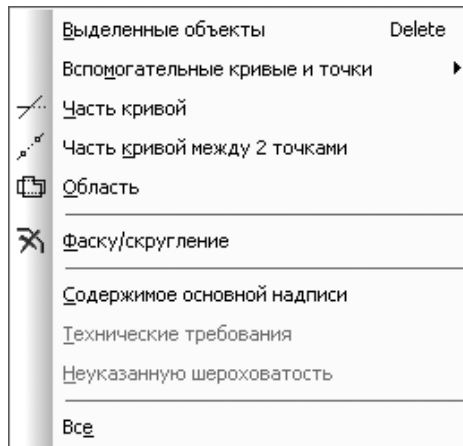 Выделенные объекты Delete
Вспомогательные кривые и точки
Часть кривой
Часть кривой между 2 точками
Область
Фаску/скругление
Содержимое основной надписи
Технические требования
Неуказанную шероховатость
Все